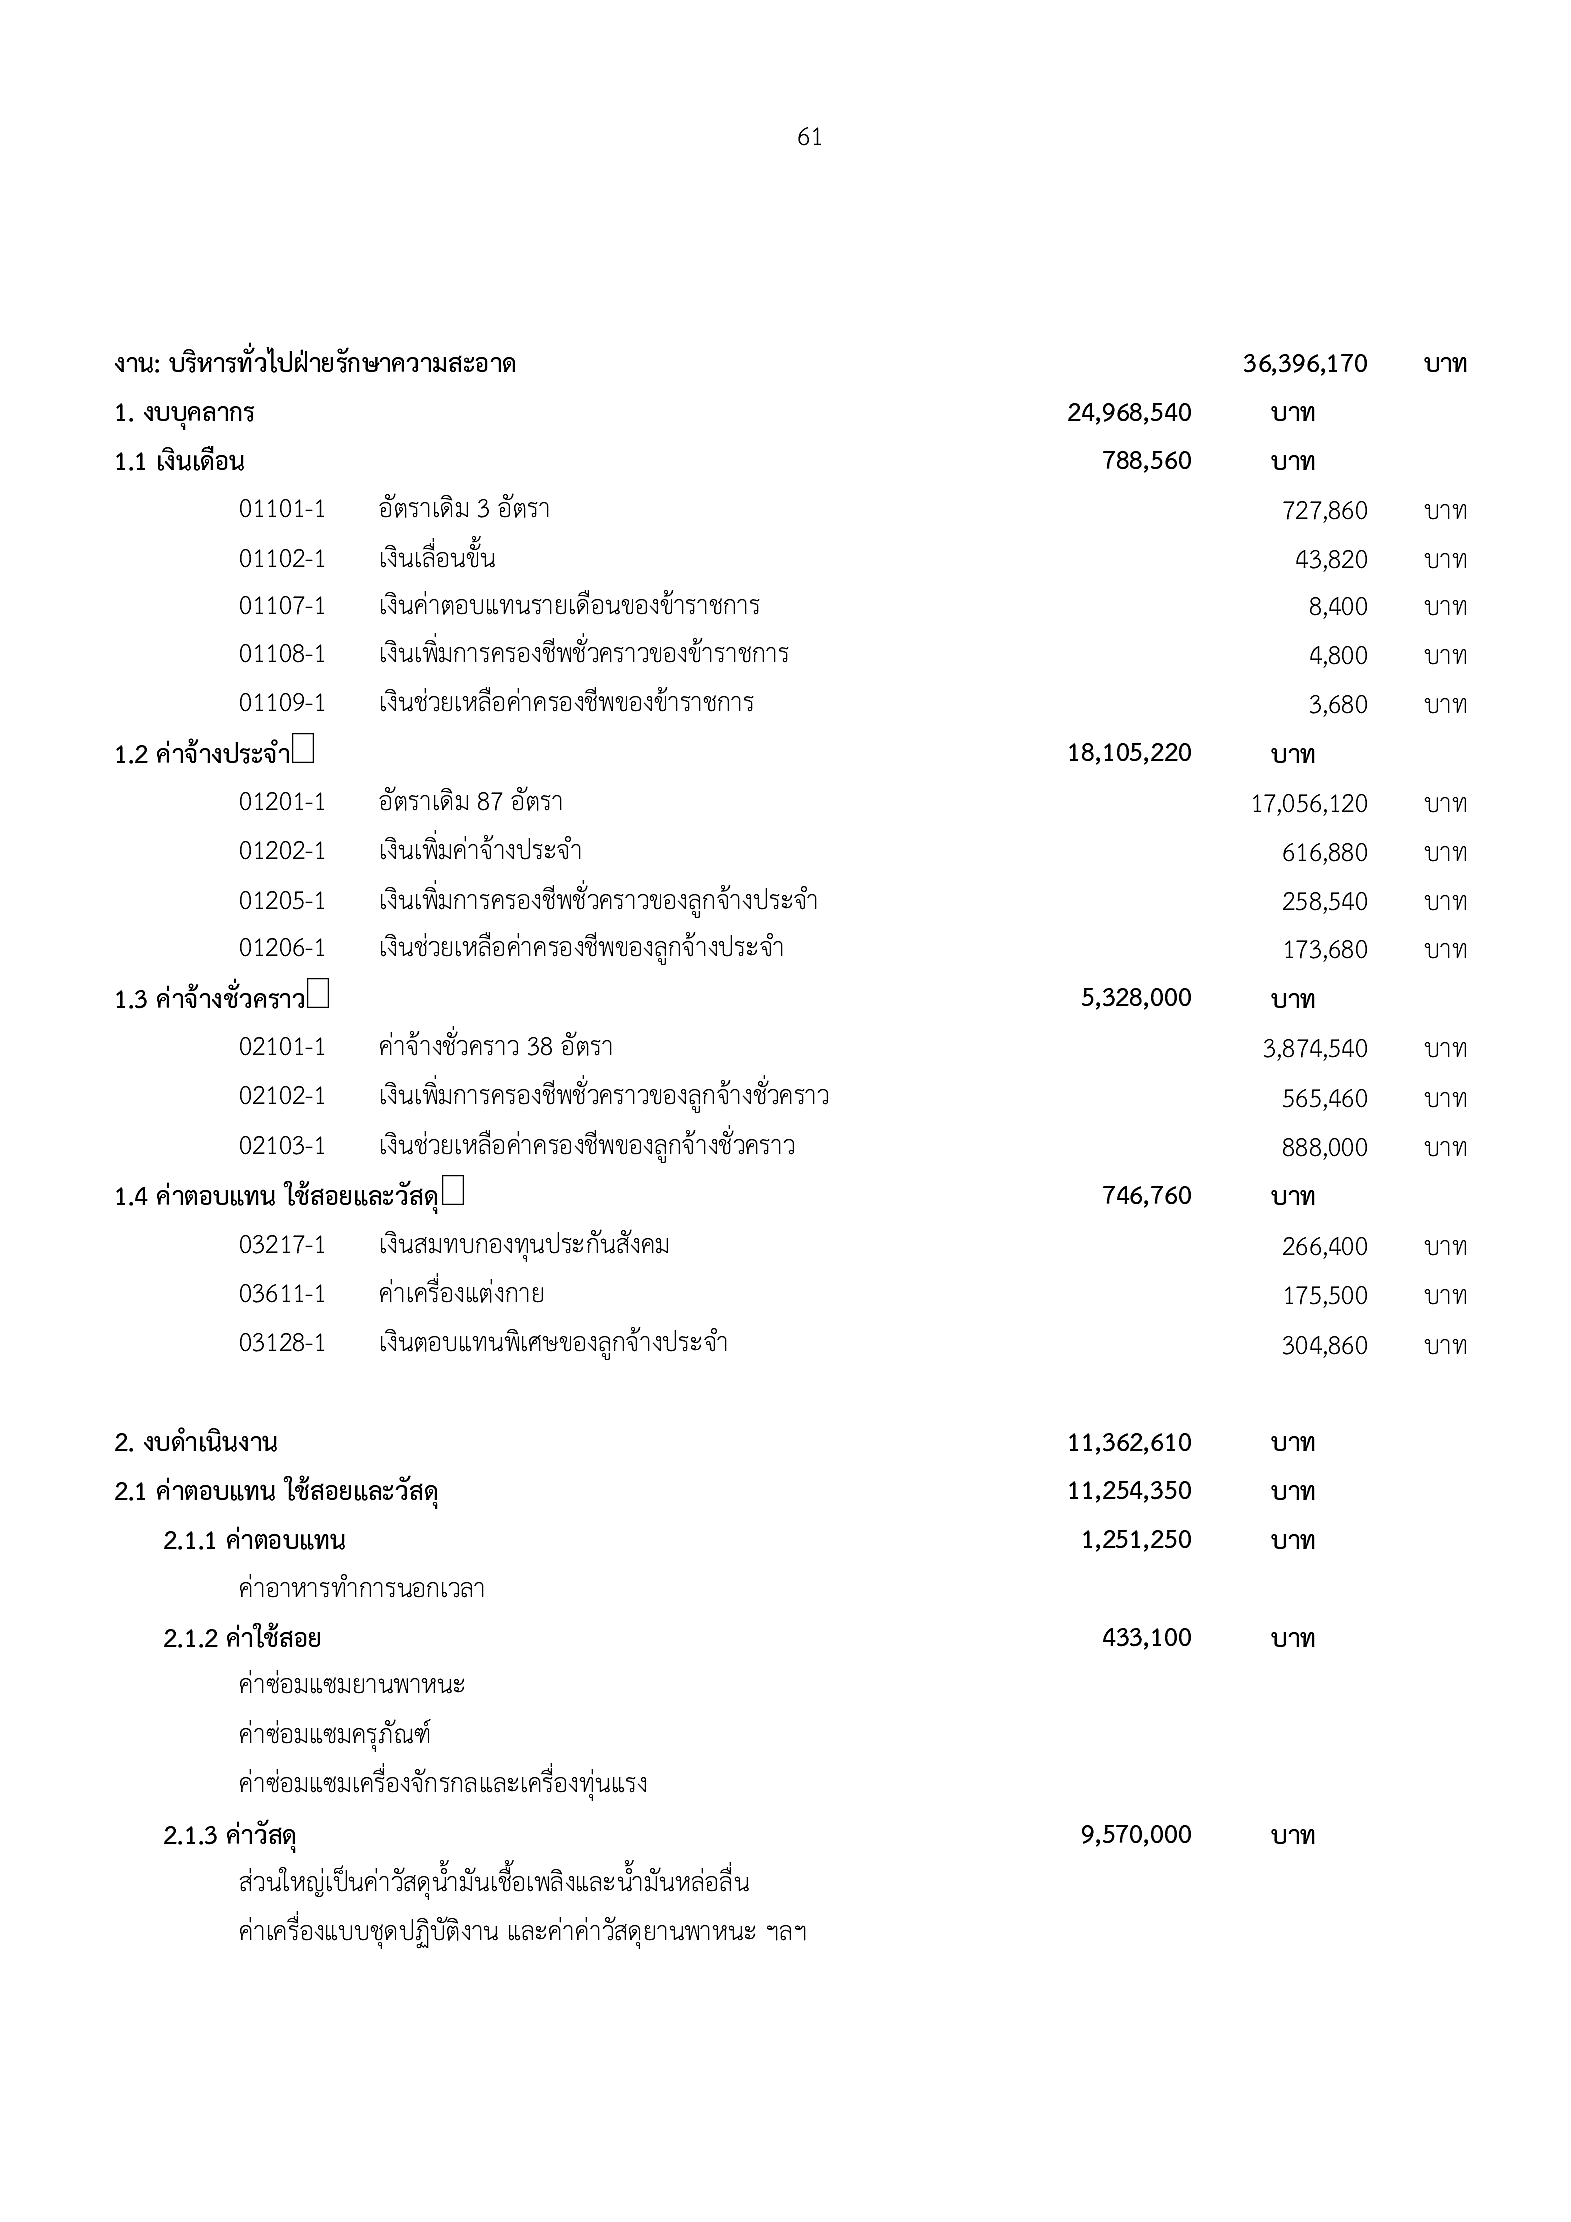 61
งาน: บริหารทั่วไปฝ่ายรักษาความสะอาด 36,396,170 บาท
1. งบบุคลากร 24,968,540 บาท
1.1 เงินเดือน 788,560 บาท
01101-1 อัตราเดิม 3 อัตรา 727,860 บาท
01102-1 เงินเลื่อนขั้น 43,820 บาท
01107-1 เงินค่าตอบแทนรายเดือนของข้าราชการ 8,400 บาท
01108-1 เงินเพิ่มการครองชีพชั่วคราวของข้าราชการ 4,800 บาท
01109-1 เงินช่วยเหลือค่าครองชีพของข้าราชการ 3,680 บาท
1.2 ค่าจ้างประจำ 18,105,220 บาท
01201-1 อัตราเดิม 87 อัตรา 17,056,120 บาท
01202-1 เงินเพิ่มค่าจ้างประจำ 616,880 บาท
01205-1 เงินเพิ่มการครองชีพชั่วคราวของลูกจ้างประจำ 258,540 บาท
01206-1 เงินช่วยเหลือค่าครองชีพของลูกจ้างประจำ 173,680 บาท
1.3 ค่าจ้างชั่วคราว 5,328,000 บาท
02101-1 ค่าจ้างชั่วคราว 38 อัตรา 3,874,540 บาท
02102-1 เงินเพิ่มการครองชีพชั่วคราวของลูกจ้างชั่วคราว 565,460 บาท
02103-1 เงินช่วยเหลือค่าครองชีพของลูกจ้างชั่วคราว 888,000 บาท
1.4 ค่าตอบแทน ใช้สอยและวัสดุ 746,760 บาท
03217-1 เงินสมทบกองทุนประกันสังคม 266,400 บาท
03611-1 ค่าเครื่องแต่งกาย 175,500 บาท
03128-1 เงินตอบแทนพิเศษของลูกจ้างประจำ 304,860 บาท
2. งบดำเนินงาน 11,362,610 บาท
2.1 ค่าตอบแทน ใช้สอยและวัสดุ 11,254,350 บาท
2.1.1 ค่าตอบแทน 1,251,250 บาท
ค่าอาหารทำการนอกเวลา
2.1.2 ค่าใช้สอย 433,100 บาท
ค่าซ่อมแซมยานพาหนะ
ค่าซ่อมแซมครุภัณฑ์
ค่าซ่อมแซมเครื่องจักรกลและเครื่องทุ่นแรง
2.1.3 ค่าวัสดุ 9,570,000 บาท
ส่วนใหญ่เป็นค่าวัสดุน้ำมันเชื้อเพลิงและน้ำมันหล่อลื่น
ค่าเครื่องแบบชุดปฏิบัติงาน และค่าค่าวัสดุยานพาหนะ ฯลฯ